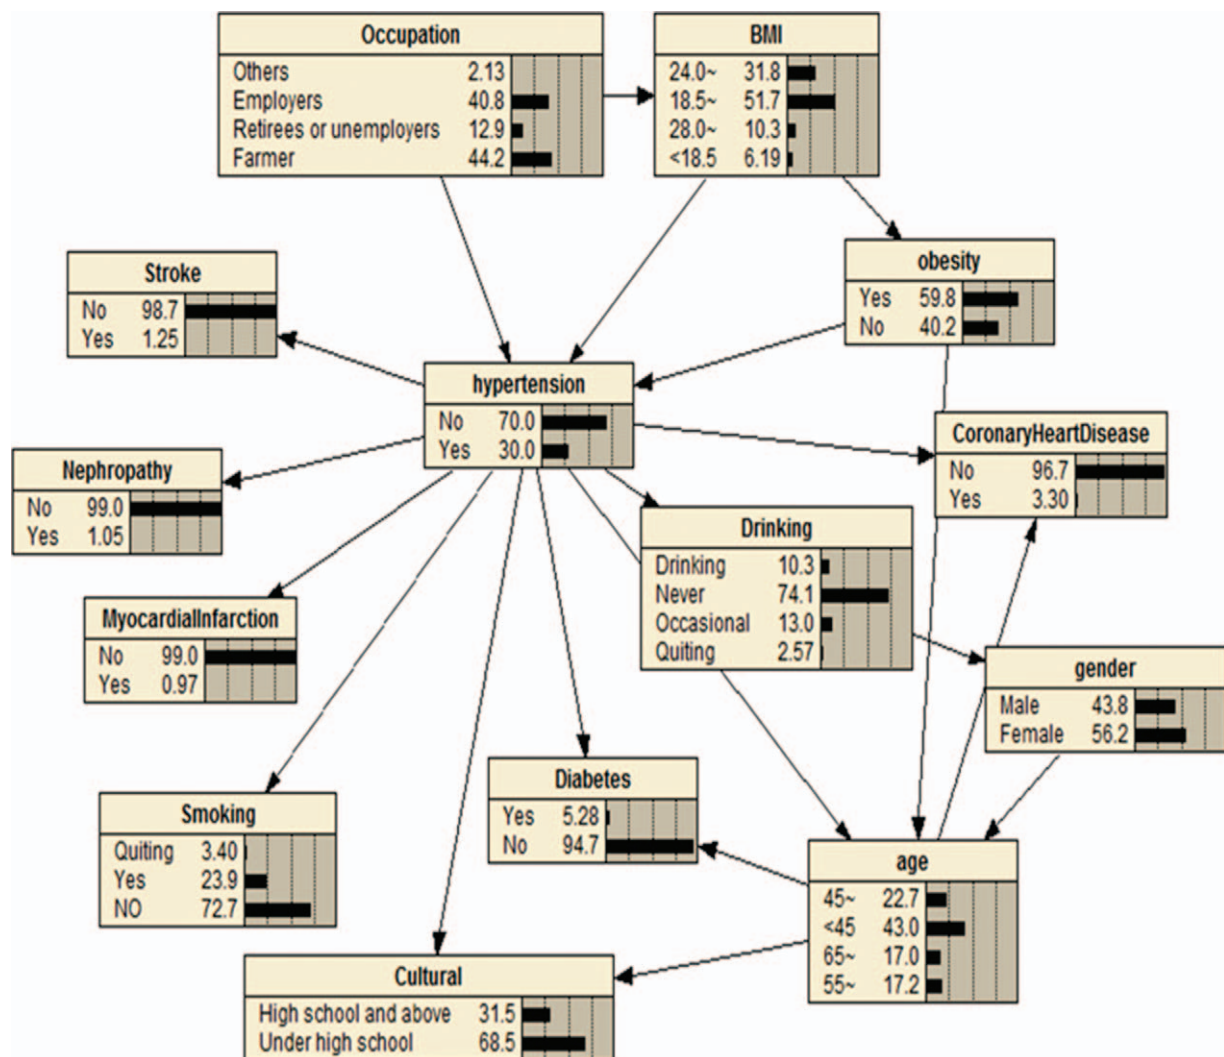 Occupation
Others 2.13
Employers 40.8
Retirees or unemployers 12.9
Farmer 44.2
BMI
24.0~ 31.8
18.5~ 51.7
28.0~ 10.3
<18.5 6.19
Stroke
No 98.7
Yes 1.25
obesity
Yes 59.8
No 40.2
hypertension
No 70.0
Yes 30.0
CoronaryHeartDisease
No 96.7
Yes 3.30
Nephropathy
No 99.0
Yes 1.05
Drinking
Drinking 10.3
Never 74.1
Occasional 13.0
Quiting 2.57
MyocardialInfarction
No 99.0
Yes 0.97
gender
Male 43.8
Female 56.2
Diabetes
Yes 5.28
No 94.7
Smoking
Quiting 3.40
Yes 23.9
NO 72.7
age
45~ 22.7
<45 43.0
65~ 17.0
55~ 17.2
Cultural
High school and above 31.5
Under high school 68.5